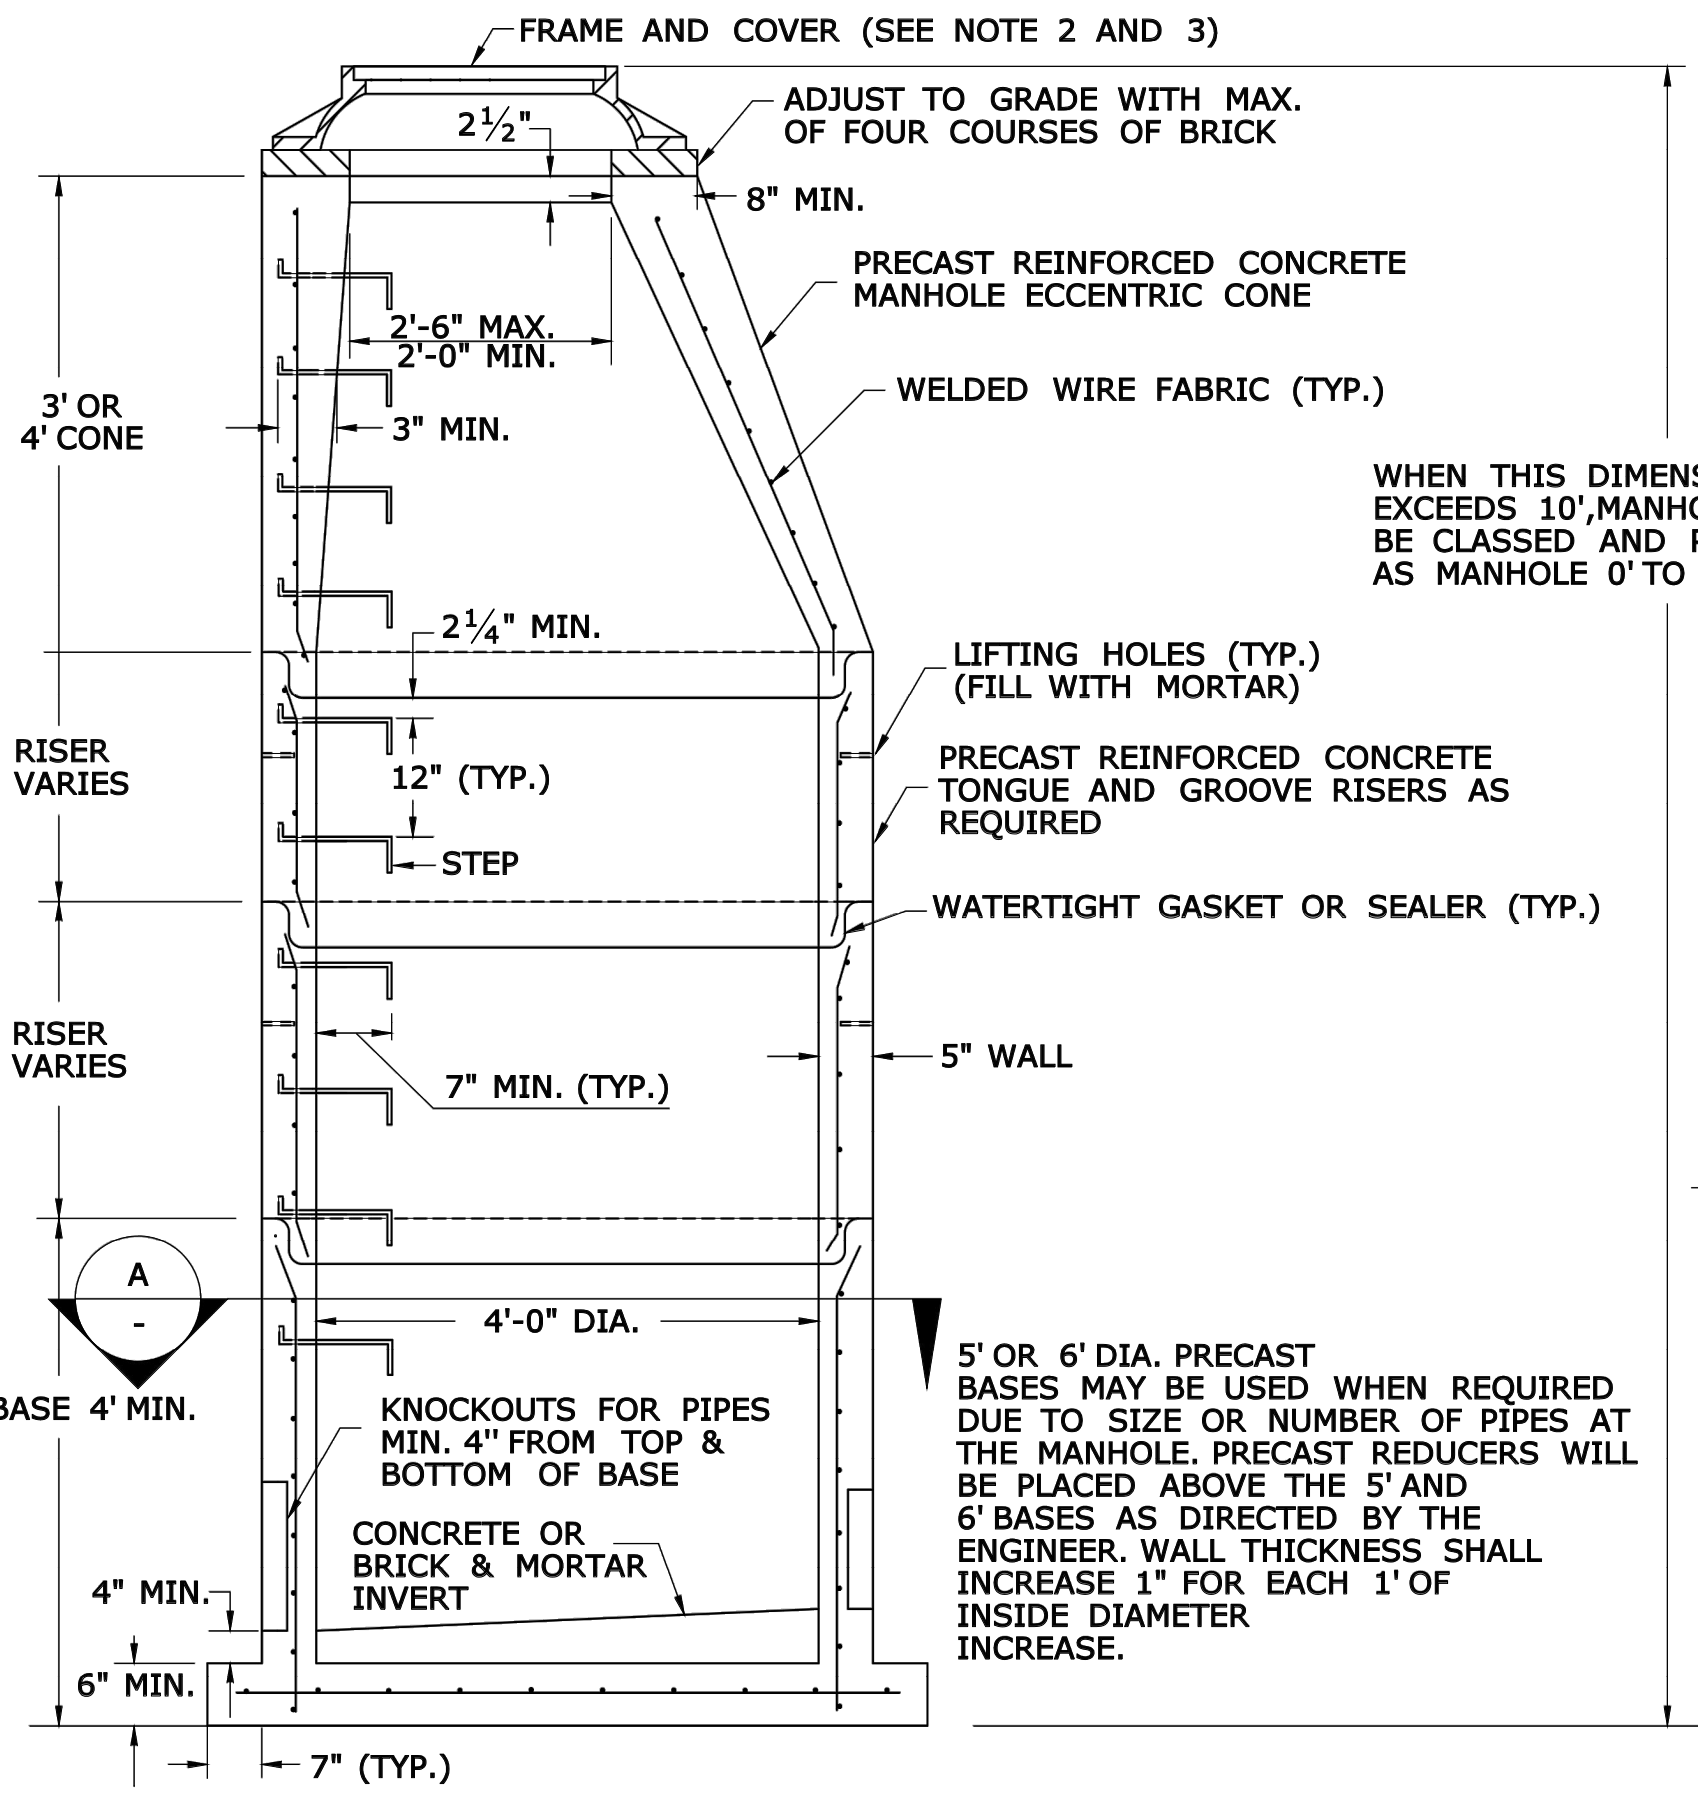 FRAME AND COVER (SEE NOTE 2 AND 3)
ADJUST TO GRADE WITH MAX.
OF FOUR COURSES OF BRICK
2 1/2"
8" MIN.
PRECAST REINFORCED CONCRETE
MANHOLE ECCENTRIC CONE
2'-6" MAX.
2'-0" MIN.
WELDED WIRE FABRIC (TYP.)
3' OR
4' CONE
3" MIN.
WHEN THIS
EXCEEDS 10',
BE CLASSED AND
AS MANHOLE 0' TO
2 1/4" MIN.
LIFTING HOLES (TYP.)
(FILL WITH MORTAR)
RISER
VARIES
12" (TYP.)
PRECAST REINFORCED CONCRETE
TONGUE AND GROOVE RISERS AS
REQUIRED
STEP
WATERTIGHT GASKET OR SEALER (TYP.)
RISER
VARIES
5" WALL
7" MIN. (TYP.)
A
-
4'-0" DIA.
BASE 4' MIN.
KNOCKOUTS FOR PIPES
MIN. 4" FROM TOP &
BOTTOM OF BASE
5' OR 6' DIA. PRECAST
BASES MAY BE USED WHEN REQUIRED
DUE TO SIZE OR NUMBER OF PIPES AT
THE MANHOLE. PRECAST REDUCERS WILL
BE PLACED ABOVE THE 5' AND
6' BASES AS DIRECTED BY THE
ENGINEER. WALL THICKNESS SHALL
INCREASE 1" FOR EACH 1' OF
INSIDE DIAMETER
INCREASE.
CONCRETE OR
BRICK & MORTAR
INVERT
4" MIN.
6" MIN.
7" (TYP.)